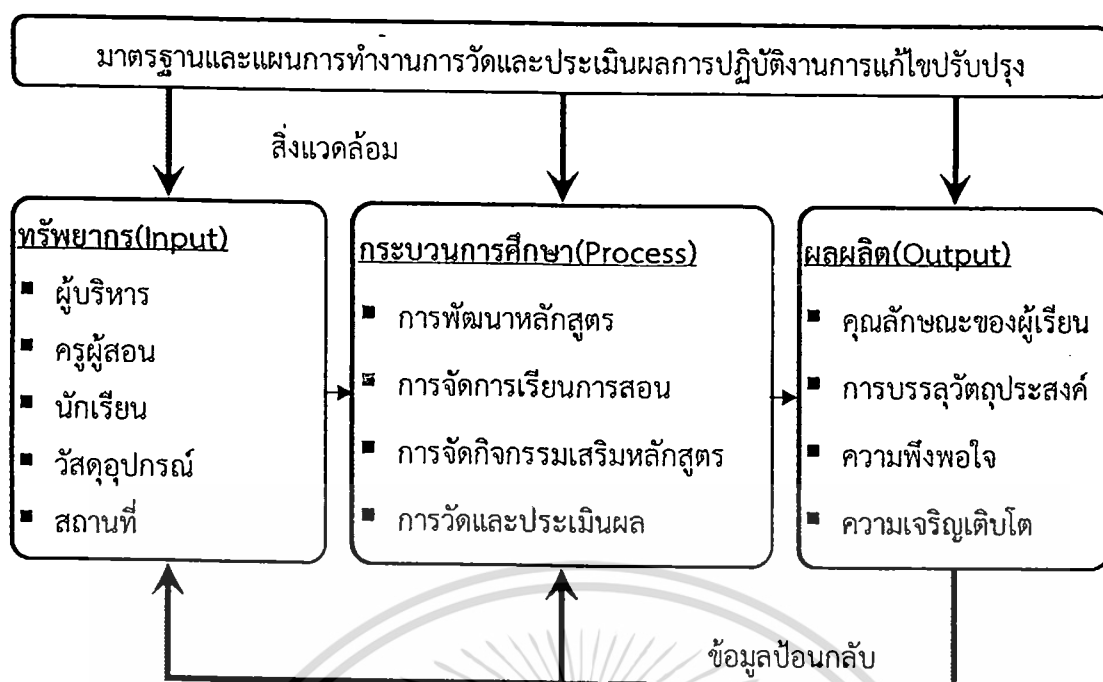 มาตรฐานและแผนการทำงานการวัดและประเมินผลการปฏิบัติงานการแก้ไขปรับปรุง
สิ่งแวดล้อม
ทรัพยากร(Input)
ผู้บริหาร
ครูผู้สอน
นักเรียน
วัสดุอุปกรณ์
สถานที่
กระบวนการศึกษา(Process)
การพัฒนาหลักสูตร
การจัดการเรียนการสอน
การจัดกิจกรรมเสริมหลักสูตร
การวัดและประเมินผล
ผลผลิต(Output)
คุณลักษณะของผู้เรียน
การบรรลุวัตถุประสงค์
ความพึงพอใจ
ความเจริญเติบโต
ข้อมูลป้อนกลับ